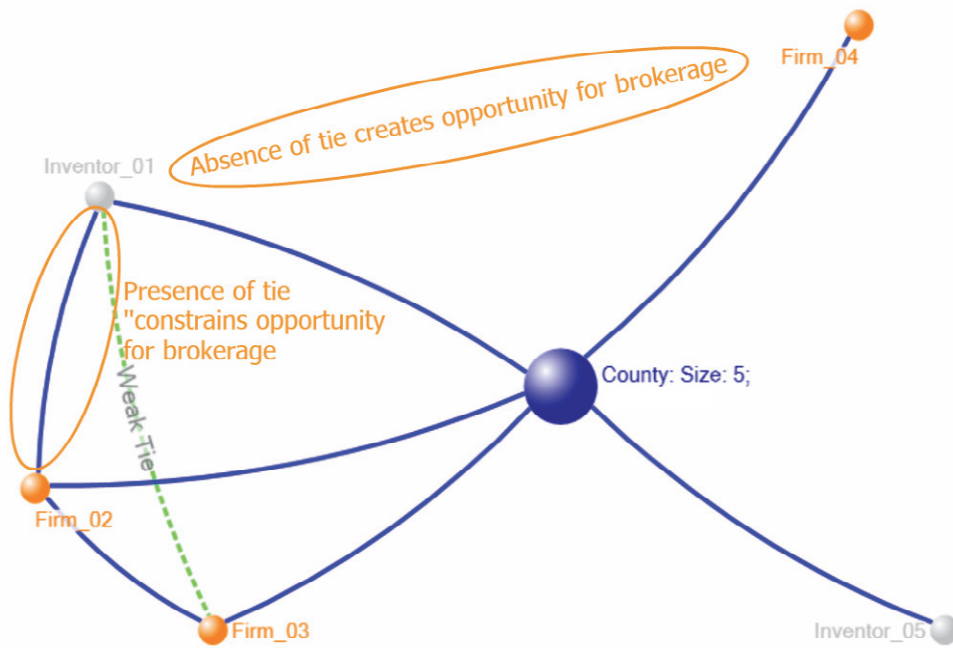 Firm_04
Absence of tie creates opportunity for brokerage
Inventor_01
Presence of tie
"constrains opportunity
for brokerage
County: Size: 5;
Weak Tie
Firm_02
Firm_03
Inventor_05